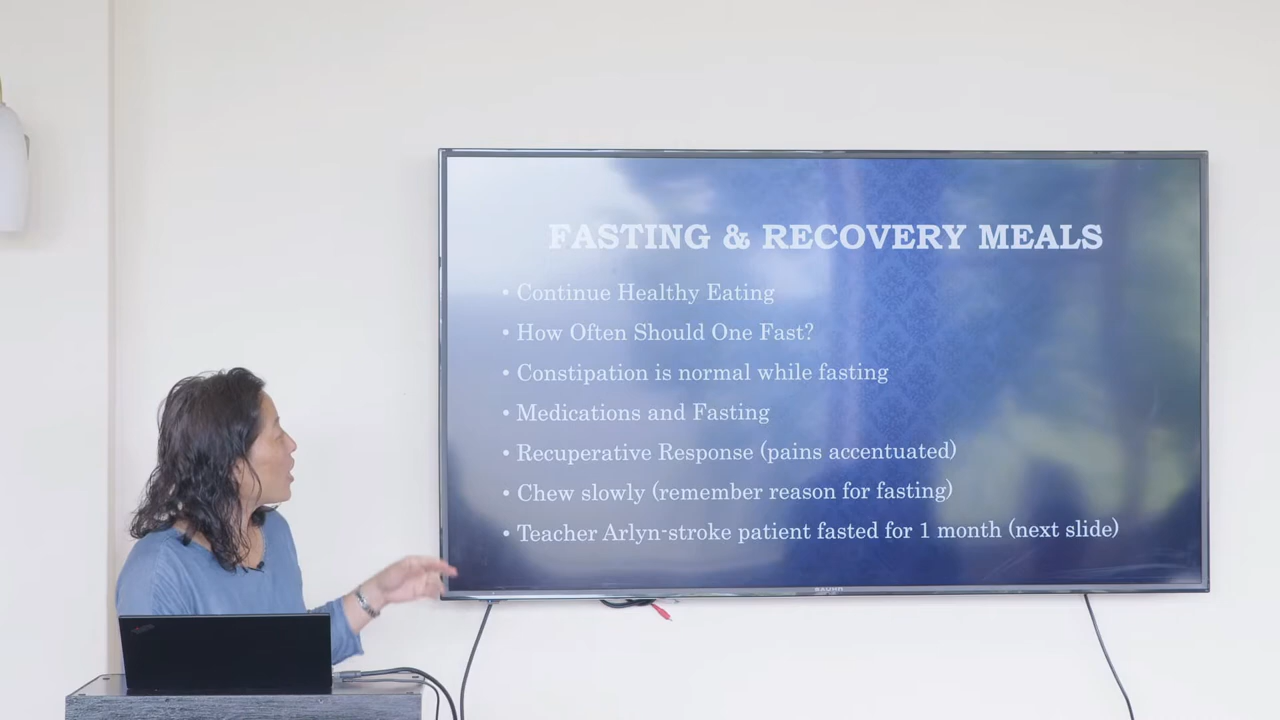 FASTING & RECOVERY MEALS
• Continue Healthy Eating
• How Often Should One Fast?
• Constipation is normal while fasting
• Medications and Fasting
• Recuperative Response (pains accentuated)
• Chew slowly (remember reason for fasting)
• Teacher Arlyn-stroke patient fasted for 1 month (next slide)